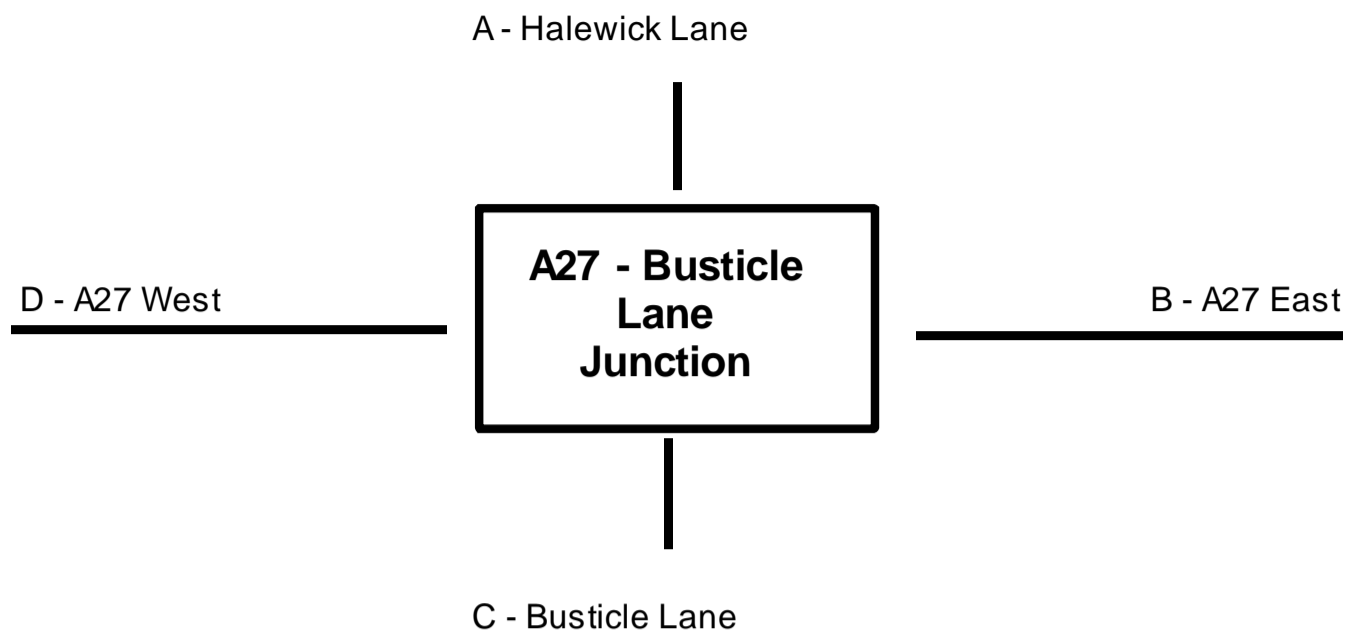 A - Halewick Lane
A27 - Busticle
Lane
Junction
D - A27 West
B - A27 East
C - Busticle Lane